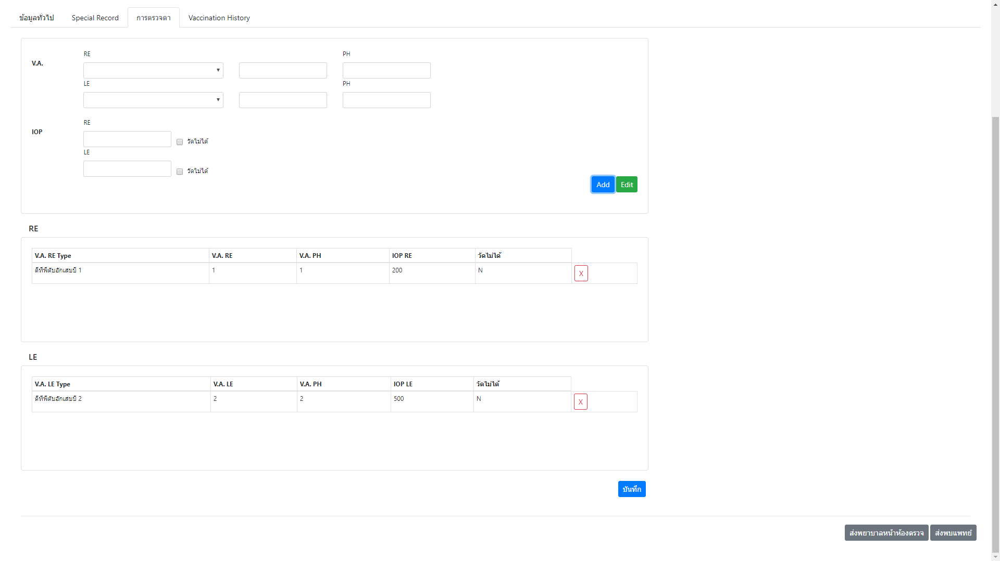 ข้อมูลทั่วไป Special Record การตรวจตา Vaccination History
RE PH
V.A.
LE PH
RE
IOP
วัดไม่ได้
LE
วัดไม่ได้
Add Edit
RE
V.A. RE Type V.A. RE V.A. PH IOP RE วัดไม่ได้
ดีทีพีตับอักเสบบี 1 1 1 200 N X
LE
V.A. LE Type V.A. LE V.A. PH IOP LE วัดไม่ได้
ดีทีพีตับอักเสบบี 2 2 2 500 N X
บันทึก
ส่งพยาบาลหน้าห้องตรวจ ส่งพบแพทย์